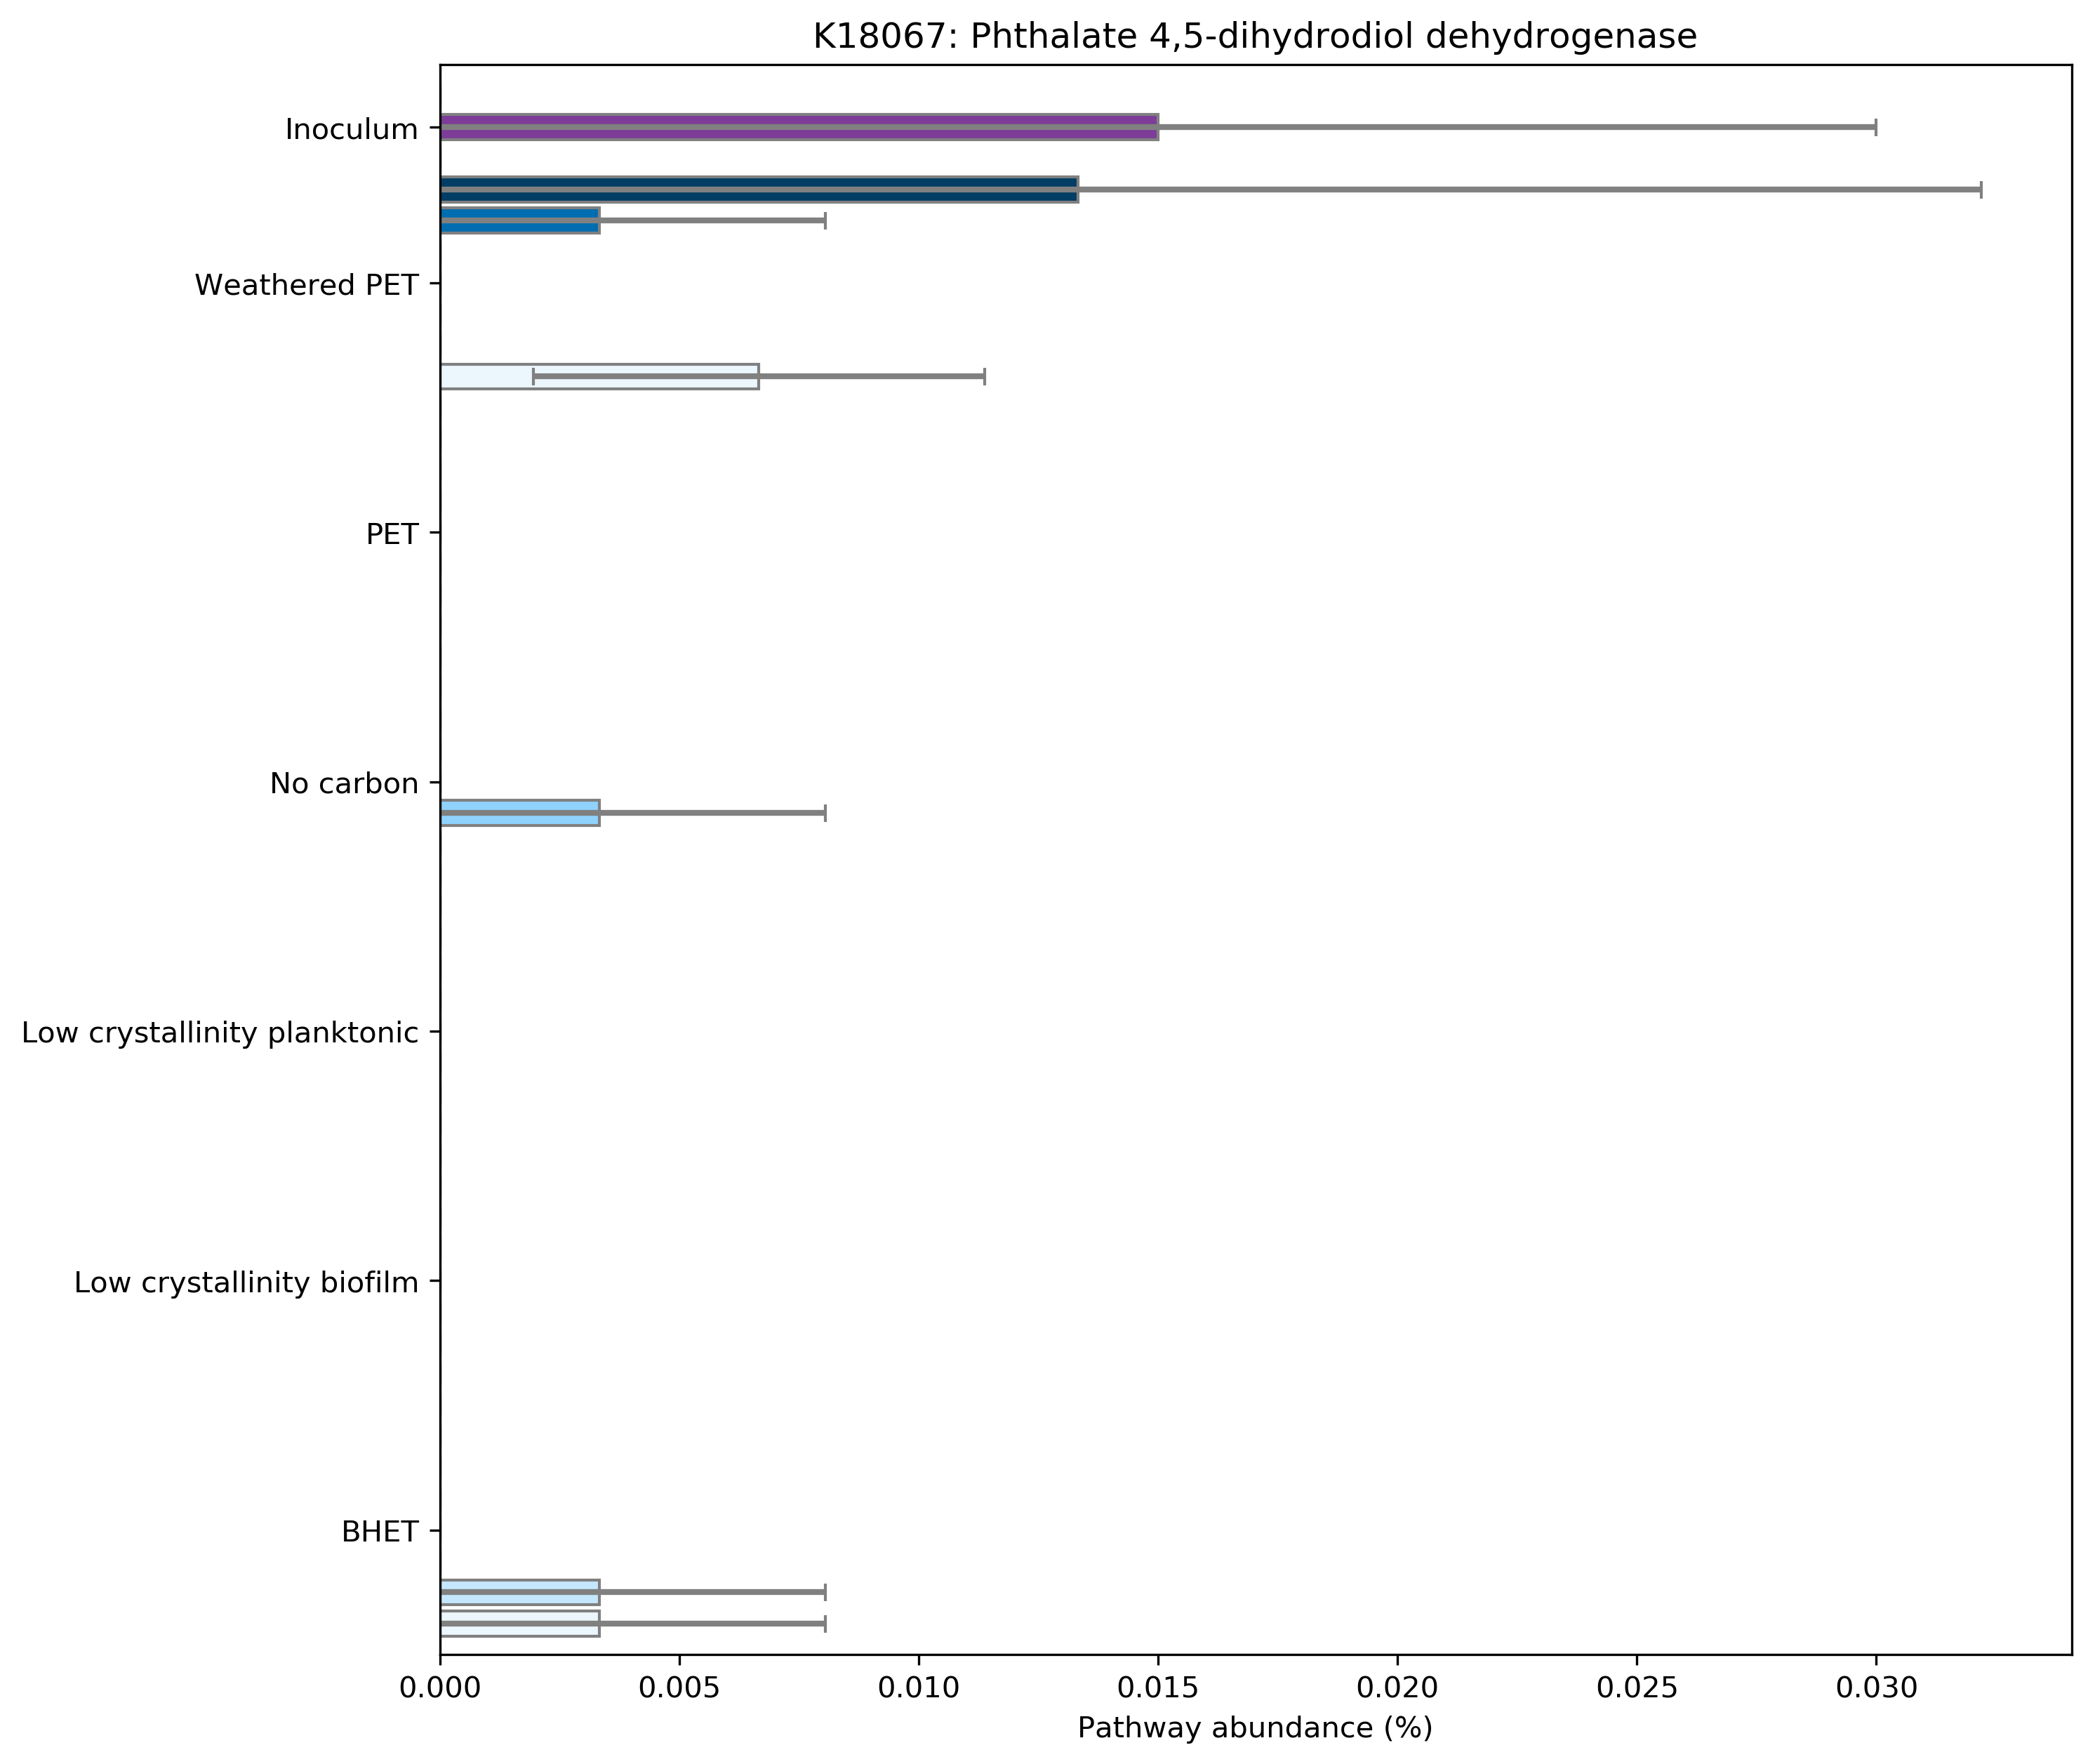 K18067: Phthalate 4,5-dihydrodiol dehydrogenase
Inoculum
Weathered PET
PET
No carbon
Low crystallinity planktonic
Low crystallinity biofilm
BHET
0.000 0.005 0.010 0.015 0.020 0.025 0.030
Pathway abundance (%)